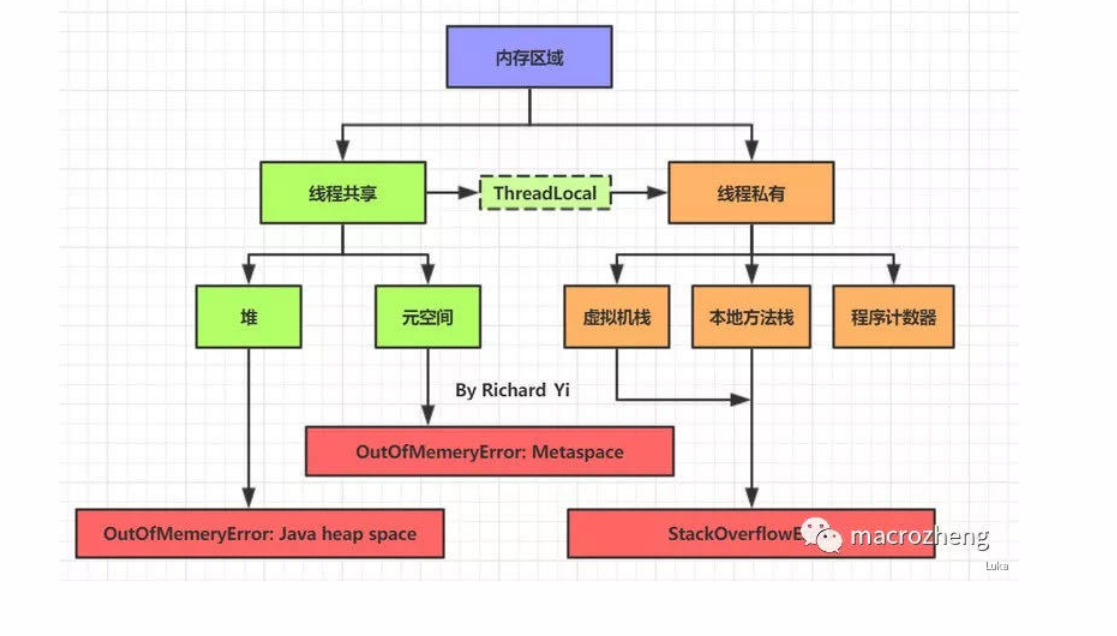 内存区域
线程共享
ThreadLocal
线程私有
堆
元空间
虚拟机栈
本地方法栈
程序计数器
By Richard Yi
OutOfMemeryError: Metaspace
OutOfMemeryError: Java heap space
StackOverflowE
macrozheng
Luka